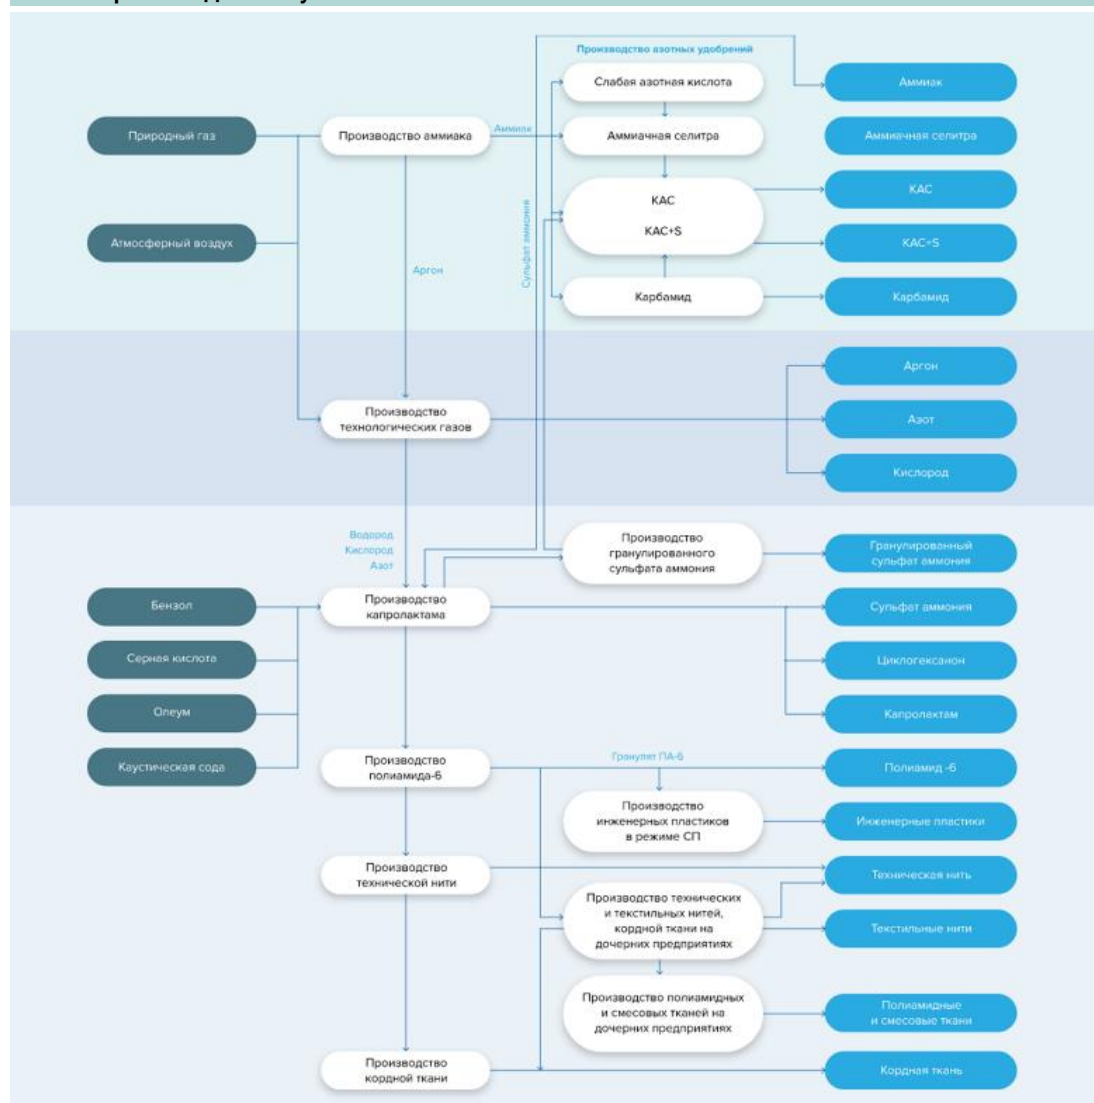 Производство азотных удобрений
Слабая азотная кислота
Аммиак
Природный газ
Производство аммиака
Аммиак
Аммиачная селитра
Аммиачная селитра
КАС
КАС+S
КАС
Атмосферный воздух
Аргон
Сульфат аммония
КАС+S
Карбамид
Карбамид
Аргон
Производство
технологических газов
Азот
Кислород
Водород
Кислород
Азот
Производство
гранулированного
сульфата аммония
Гранулированный
сульфат аммония
Бензол
Производство
капролактама
Сульфат аммония
Серная кислота
Циклогексанон
Олеум
Капролактам
Каустическая сода
Производство
полиамида-6
Гранулят ПА-6
Полиамид -6
Производство
инженерных пластиков
в режиме СП
Инженерные пластики
Производство
технической нити
Техническая нить
Производство технических
и текстильных нитей,
кордной ткани на
дочерних предприятиях
Текстильные нити
Производство полиамидных
и смесовых тканей на
дочерних предприятиях
Полиамидные
и смесовые ткани
Производство
кордной ткани
Кордная ткань